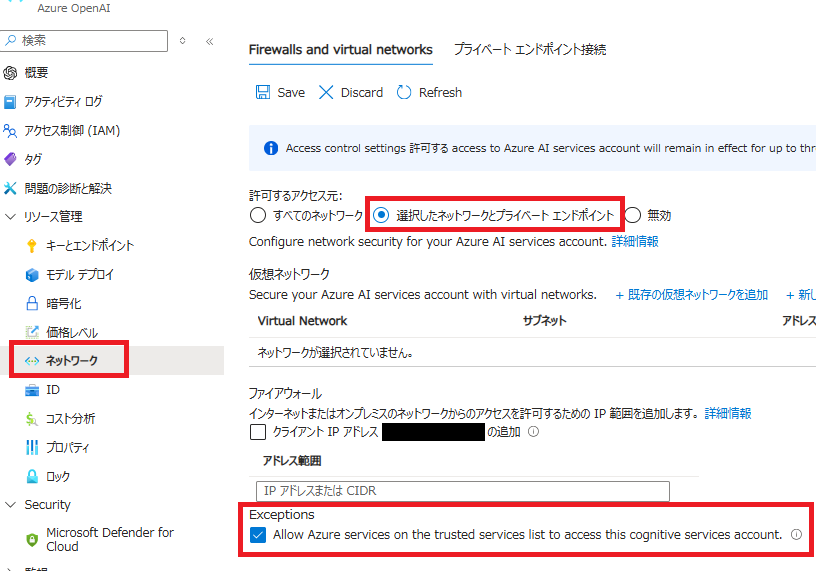 Azure OpenAI
検索
概要
アクティビティ ログ
アクセス制御 (IAM)
タグ
問題の診断と解決
リソース管理
キーとエンドポイント
モデル デプロイ
暗号化
価格レベル
ネットワーク
ID
コスト分析
プロパティ
ロック
Security
Microsoft Defender for
Cloud
Firewalls and virtual networks プライベート エンドポイント接続
Save Discard Refresh
Access control settings 許可する access to Azure AI services account will remain in effect for up to thr
許可するアクセス元:
すべてのネットワーク 選択したネットワークとプライベート エンドポイント 無効
Configure network security for your Azure AI services account. 詳細情報
仮想ネットワーク
Secure your Azure AI services account with virtual networks. + 既存の仮想ネットワークを追加 + 新し
Virtual Network サブネット アドレス
ネットワークが選択されていません。
ファイアウォール
インターネットまたはオンプレミスのネットワークからのアクセスを許可するための IP 範囲を追加します。 詳細情報
クライアント IP アドレス の追加
アドレス範囲
IP アドレスまたは CIDR
Exceptions
Allow Azure services on the trusted services list to access this cognitive services account.